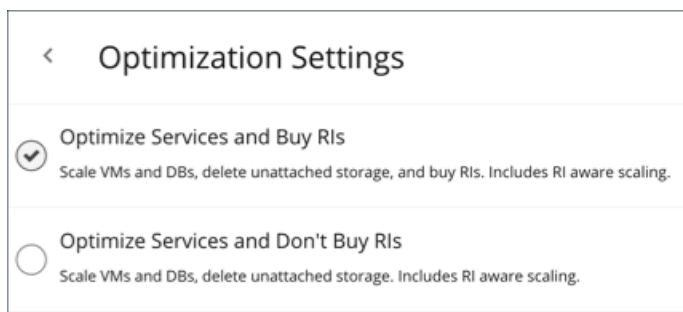 Optimization Settings
Optimize Services and Buy RIs
Scale VMs and DBs, delete unattached storage, and buy RIs. Includes RI aware scaling.
Optimize Services and Don't Buy RIs
Scale VMs and DBs, delete unattached storage. Includes RI aware scaling.